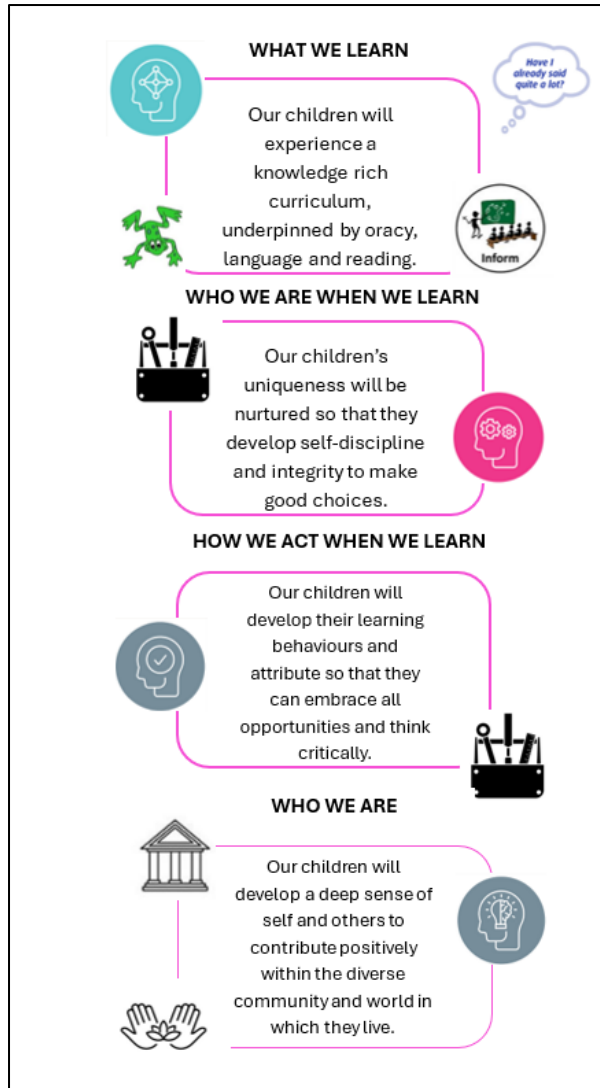 WHAT WE LEARN
Have I
already said
quite a lot?
Our children will
experience a
knowledge rich
curriculum,
underpinned by oracy,
language and reading.
Inform
WHO WE ARE WHEN WE LEARN
Our children's
uniqueness will be
nurtured so that they
develop self-discipline
and integrity to make
good choices.
HOW WE ACT WHEN WE LEARN
Our children will
develop their learning
behaviours and
attribute so that they
can embrace all
opportunities and think
critically.
WHO WE ARE
Our children will
develop a deep sense of
self and others to
contribute positively
within the diverse
community and world in
which they live.